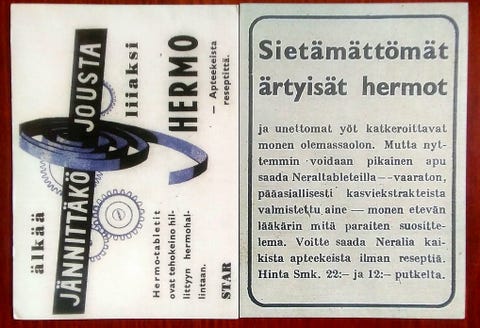 älkää
JÄNNITTÄKÖ JOUSTA
liiaksi
HERMO
— Apteekeista
reseptittä.
Hermo-tabletit
ovat tehokeino hil-
littyyn hermohal-
lintaan.
STAR
Sietämättömät
ärtyisät hermot
ja unettomat yöt katkeroittavat
monen olemassaolon. Mutta nyt-
temmin voidaan pikainen apu
saada Neraltableteilla — vaaraton,
pääasiallisesti kasviekstrakteista
valmistettu aine — monen etevän
lääkärin mitä paraiten suositte-
lema. Voitte saada Neralia kai-
kista apteekeista ilman reseptiä.
Hinta Smk. 22:— ja 12:— putkelta.